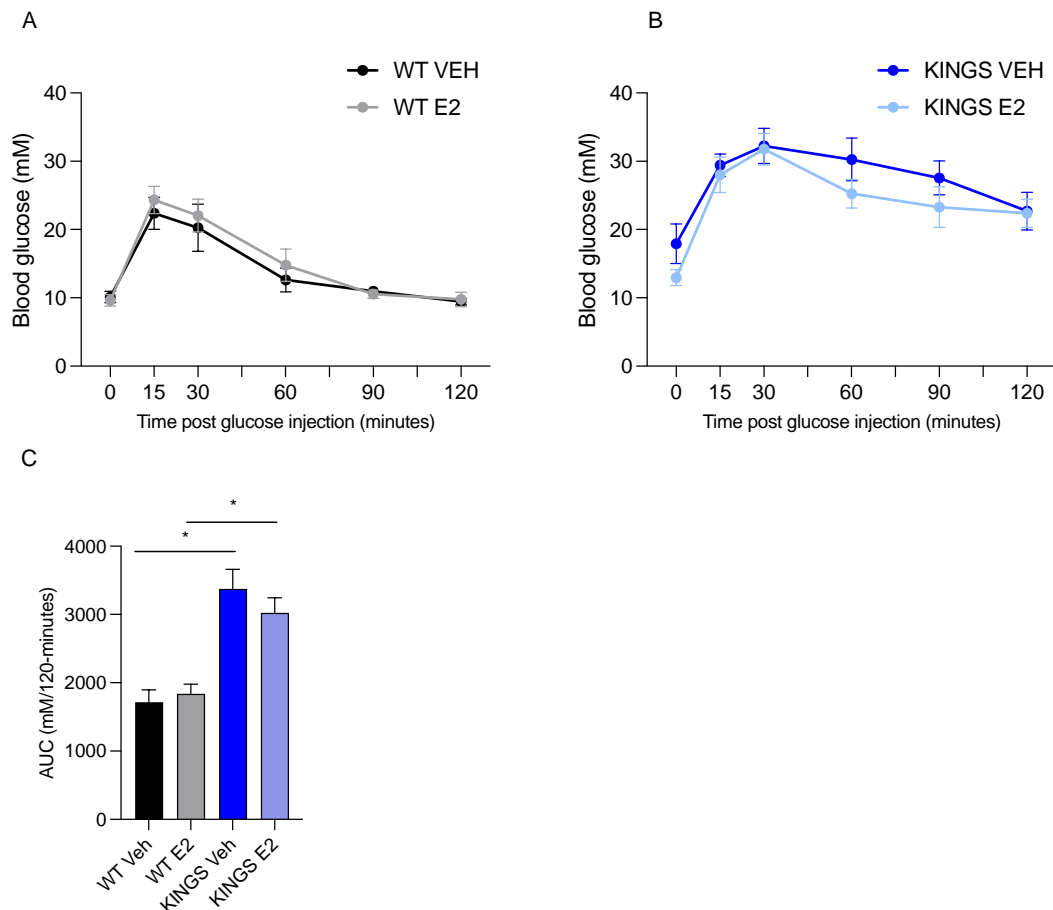 A
WT VEH
WT E2
Blood glucose (mM)
40
30
20
10
0
0 15 30 60 90 120
Time post glucose injection (minutes)
B
KINGS VEH
KINGS E2
Blood glucose (mM)
40
30
20
10
0
0 15 30 60 90 120
Time post glucose injection (minutes)
C
*
*
AUC (mM/120-minutes)
4000
3000
2000
1000
0
WT Veh
WT E2
KINGS Veh
KINGS E2